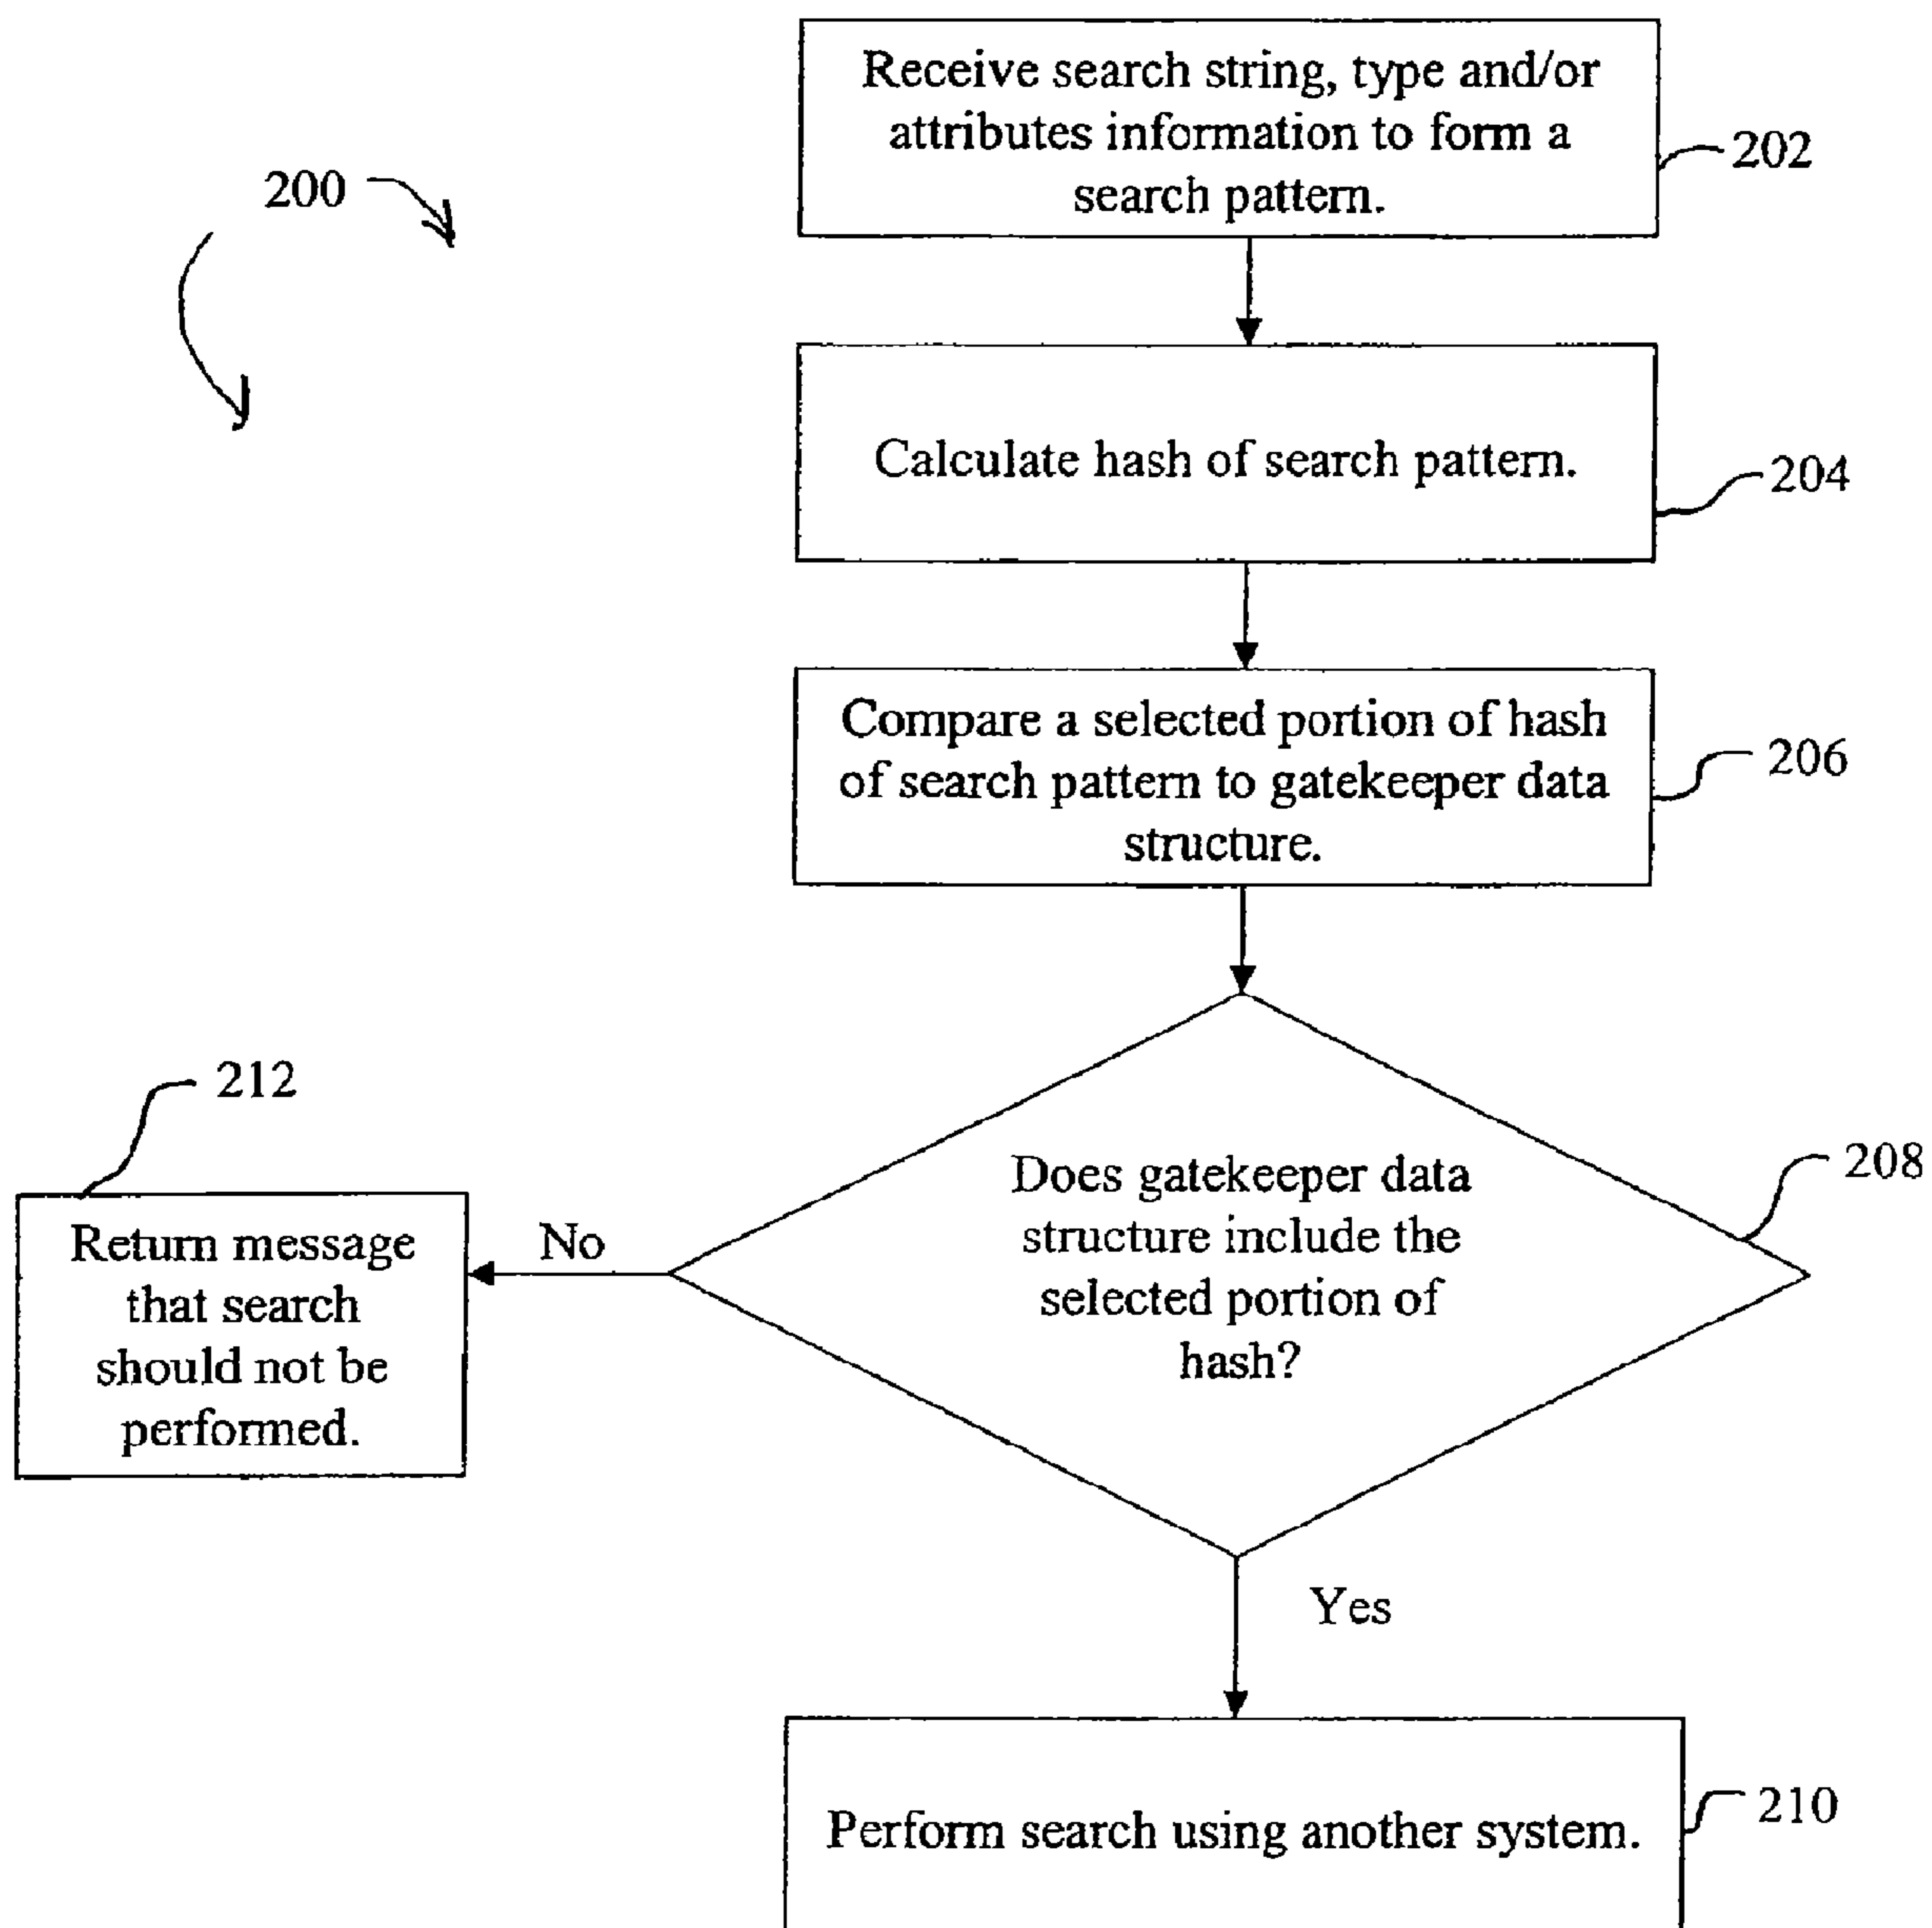 Receive search string, type and/or
attributes information to form a
search pattern.
202
200
Calculate hash of search pattern.
204
Compare a selected portion of hash
of search pattern to gatekeeper data
structure.
206
212
Does gatekeeper data
structure include the
selected portion of
hash?
208
No
Return message
that search
should not be
performed.
Yes
Perform search using another system.
210